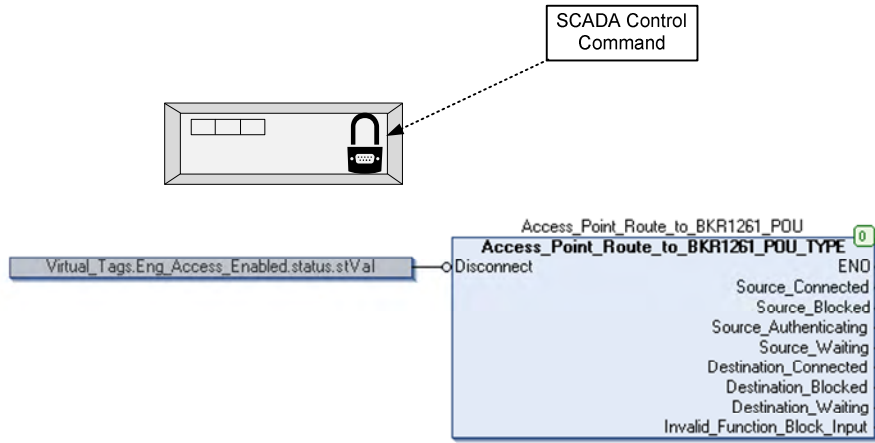 SCADA Control
Command
Access_Point_Route_to_BKR1261_POU
0
Access_Point_Route_to_BKR1261_POU_TYPE
Virtual_Tags.Eng_Access_Enabled.status.stVal
Disconnect ENO
Source_Connected
Source_Blocked
Source_Authenticating
Source_Waiting
Destination_Connected
Destination_Blocked
Destination_Waiting
Invalid_Function_Block_Input